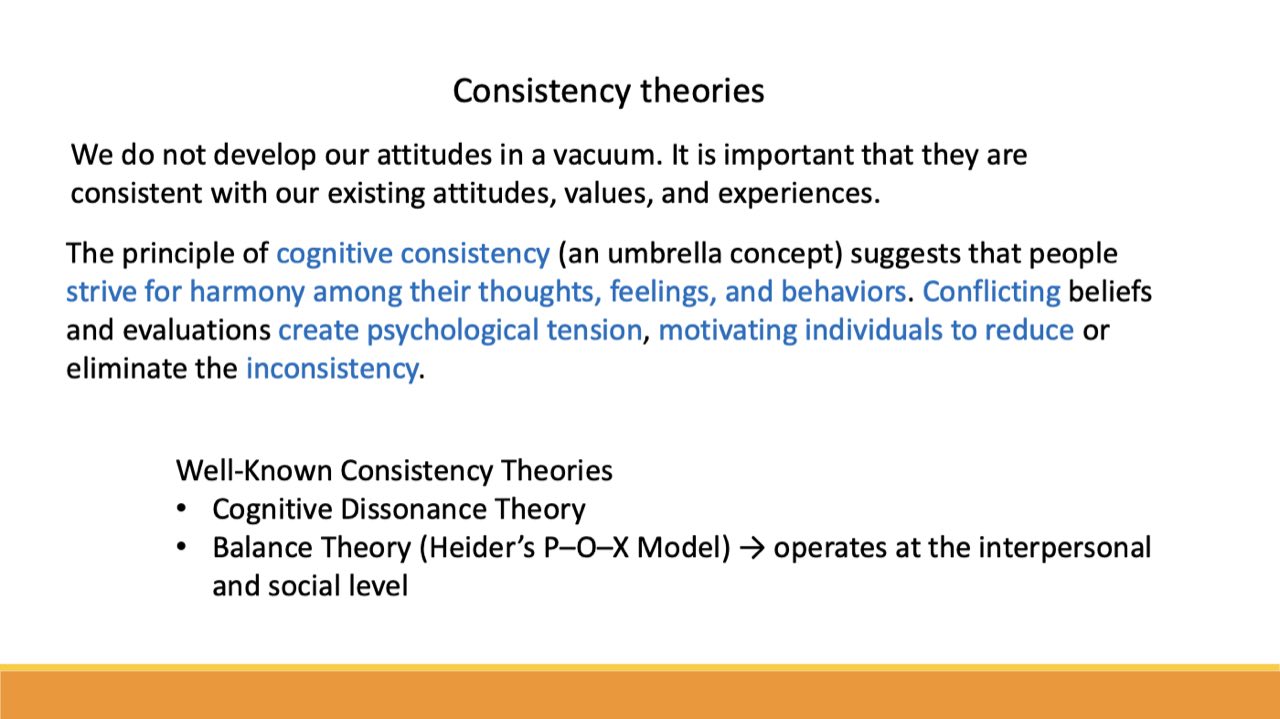 Consistency theories
We do not develop our attitudes in a vacuum. It is important that they are
consistent with our existing attitudes, values, and experiences.
The principle of cognitive consistency (an umbrella concept) suggests that people
strive for harmony among their thoughts, feelings, and behaviors. Conflicting beliefs
and evaluations create psychological tension, motivating individuals to reduce or
eliminate the inconsistency.
Well-Known Consistency Theories
• Cognitive Dissonance Theory
• Balance Theory (Heider’s P–O–X Model) → operates at the interpersonal
and social level